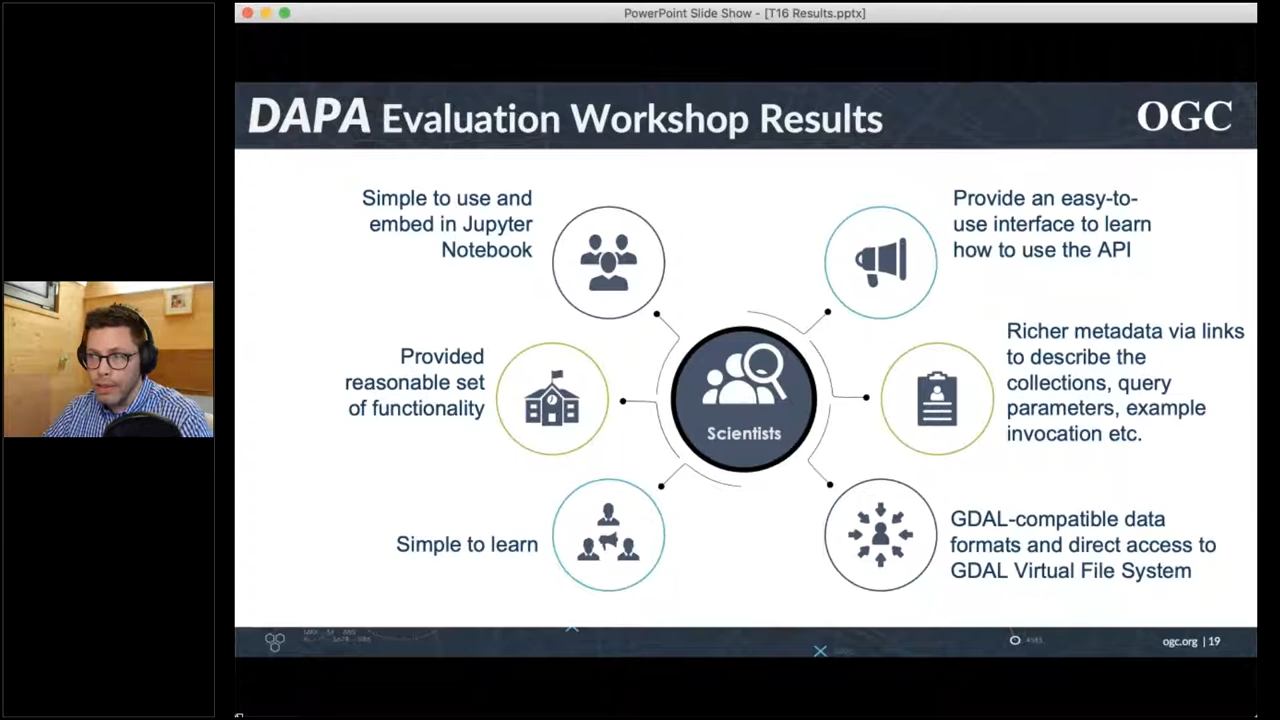 PowerPoint Slide Show - [T16 Results.pptx]
DAPA Evaluation Workshop Results
OGC
Simple to use and
embed in Jupyter
Notebook
Provide an easy-to-
use interface to learn
how to use the API
Provided
reasonable set
of functionality
Scientists
Richer metadata via links
to describe the
collections, query
parameters, example
invocation etc.
Simple to learn
GDAL-compatible data
formats and direct access to
GDAL Virtual File System
ogc.org | 19